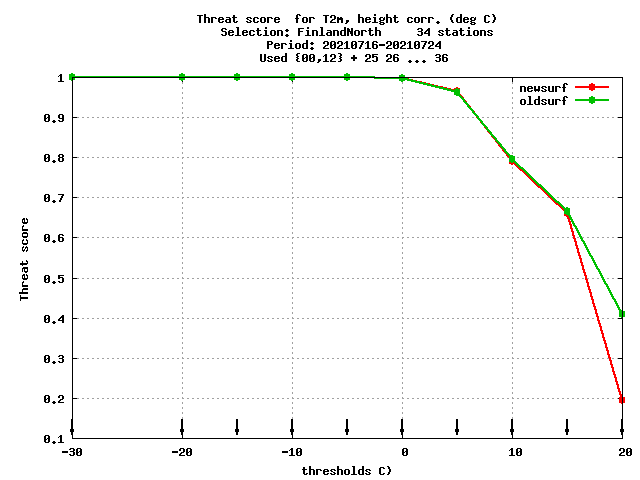 Threat score  for T2m, height corr. (deg C)
Selection: FinlandNorth     34 stations
Period: 20210716-20210724
Used {00,12} + 25 26 ... 36
newsurf
oldsurf
1
0.9
0.8
0.7
0.6
0.5
0.4
0.3
0.2
0.1
Threat score
-30 -20 -10 0 10 20
thresholds C)